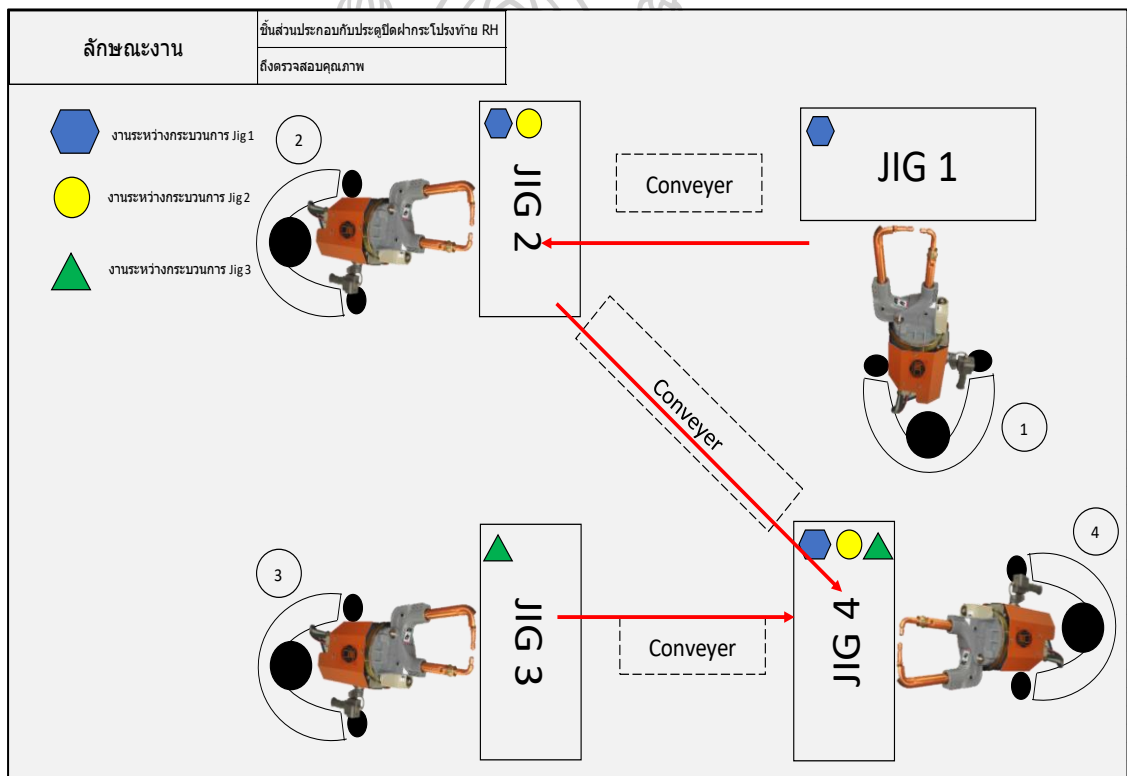 ลักษณะงาน
ชิ้นส่วนประกอบกับประตูปิดฝากระโปรงท้าย RH
ถึงตรวจสอบคุณภาพ
งานระหว่างกระบวนการ Jig1
งานระหว่างกระบวนการ Jig2
งานระหว่างกระบวนการ Jig3
2
JIG 2
Conveyer
JIG 1
1
Conveyer
3
JIG 3
Conveyer
JIG 4
4